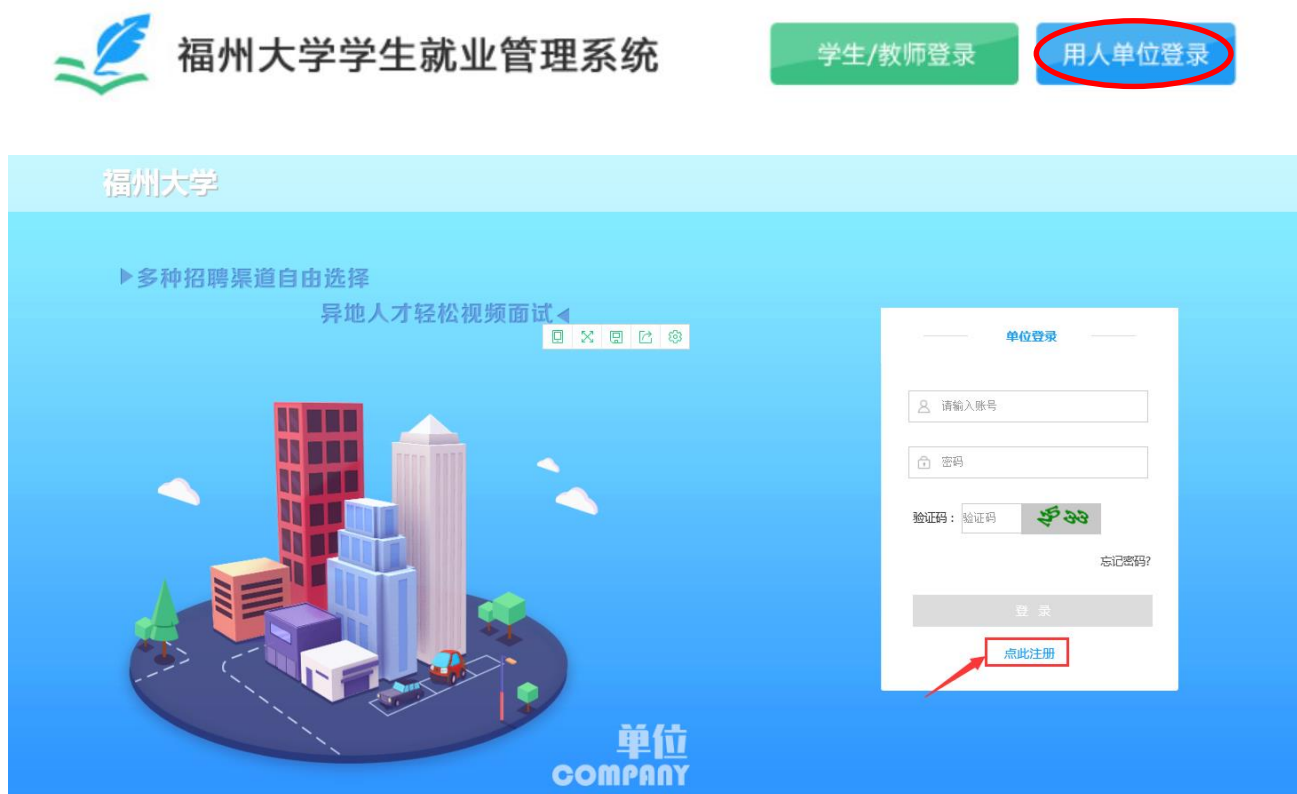 福州大学学生就业管理系统
学生/教师登录
用人单位登录
福州大学
多种招聘渠道自由选择
异地人才轻松视频面试
单位登录
请输入账号
密码
验证码：
验证码
4533
忘记密码?
登 录
点此注册
单位
COMPANY